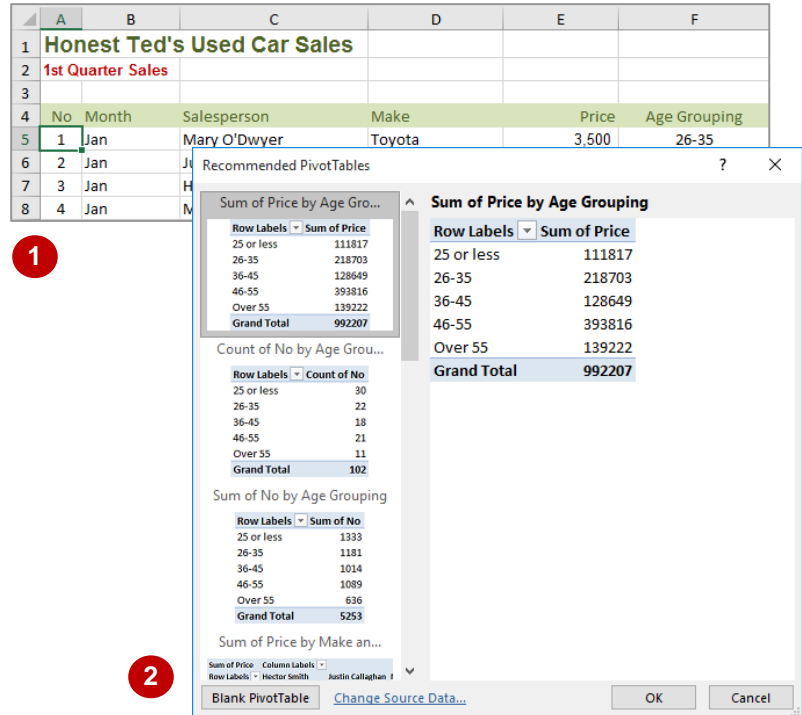 A B C D E F
1 Honest Ted's Used Car Sales
2 1st Quarter Sales
3
4 No Month Salesperson Make Price Age Grouping
5 1 Jan Mary O'Dwyer Toyota 3,500 26-35
6 2 Jan
7 3 Jan
8 4 Jan
1
Recommended PivotTables ? ×
Sum of Price by Age Gro...
Row Labels Sum of Price
25 or less 111817
26-35 218703
36-45 128649
46-55 393816
Over 55 139222
Grand Total 992207
Count of No by Age Grou...
Row Labels Count of No
25 or less 30
26-35 22
36-45 18
46-55 21
Over 55 11
Grand Total 102
Sum of No by Age Grouping
Row Labels Sum of No
25 or less 1333
26-35 1181
36-45 1014
46-55 1089
Over 55 636
Grand Total 5253
Sum of Price by Make an...
Sum of Price Column Labels
Row Labels Hector Smith Justin Callaghan
Sum of Price by Age Grouping
Row Labels Sum of Price
25 or less 111817
26-35 218703
36-45 128649
46-55 393816
Over 55 139222
Grand Total 992207
2
Blank PivotTable Change Source Data... OK Cancel